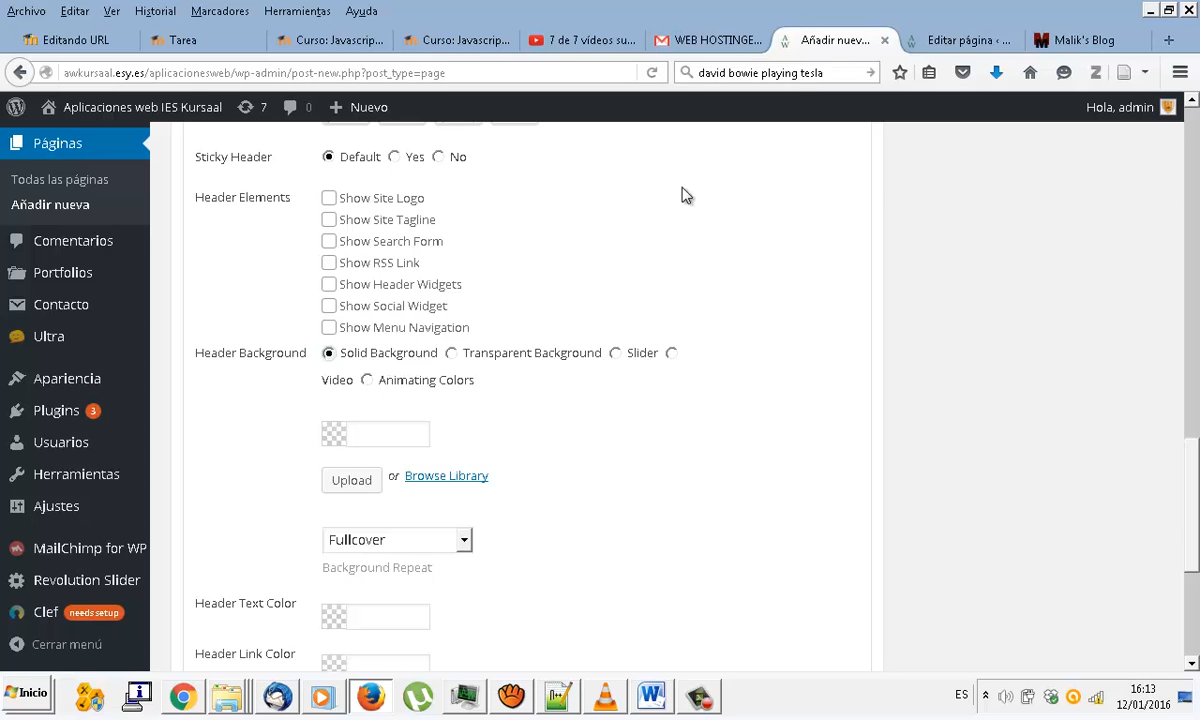 Archivo Editar Ver Historial Marcadores Herramientas Ayuda
Editando URL Tarea Curso: Javascrip... Curso: Javascrip... 7 de 7 vídeos su... WEB HOSTINGE... Añadir nuev... Editar página ‹ ... Malik's Blog
awkursaal.esy.es/aplicacionesweb/wp-admin/post-new.php?post_type=page david bowie playing tesla
Aplicaciones web IES Kursaal 7 0 Nuevo Hola, admin
Páginas
Todas las páginas
Añadir nueva
Comentarios
Portfolios
Contacto
Ultra
Apariencia
Plugins 3
Usuarios
Herramientas
Ajustes
MailChimp for WP
Revolution Slider
Clef needs setup
Cerrar menú
Sticky Header Default Yes No
Header Elements Show Site Logo
Show Site Tagline
Show Search Form
Show RSS Link
Show Header Widgets
Show Social Widget
Show Menu Navigation
Header Background Solid Background Transparent Background Slider
Video Animating Colors
Upload or Browse Library
Fullcover
Background Repeat
Header Text Color
Header Link Color
Inicio ES 16:13
12/01/2016